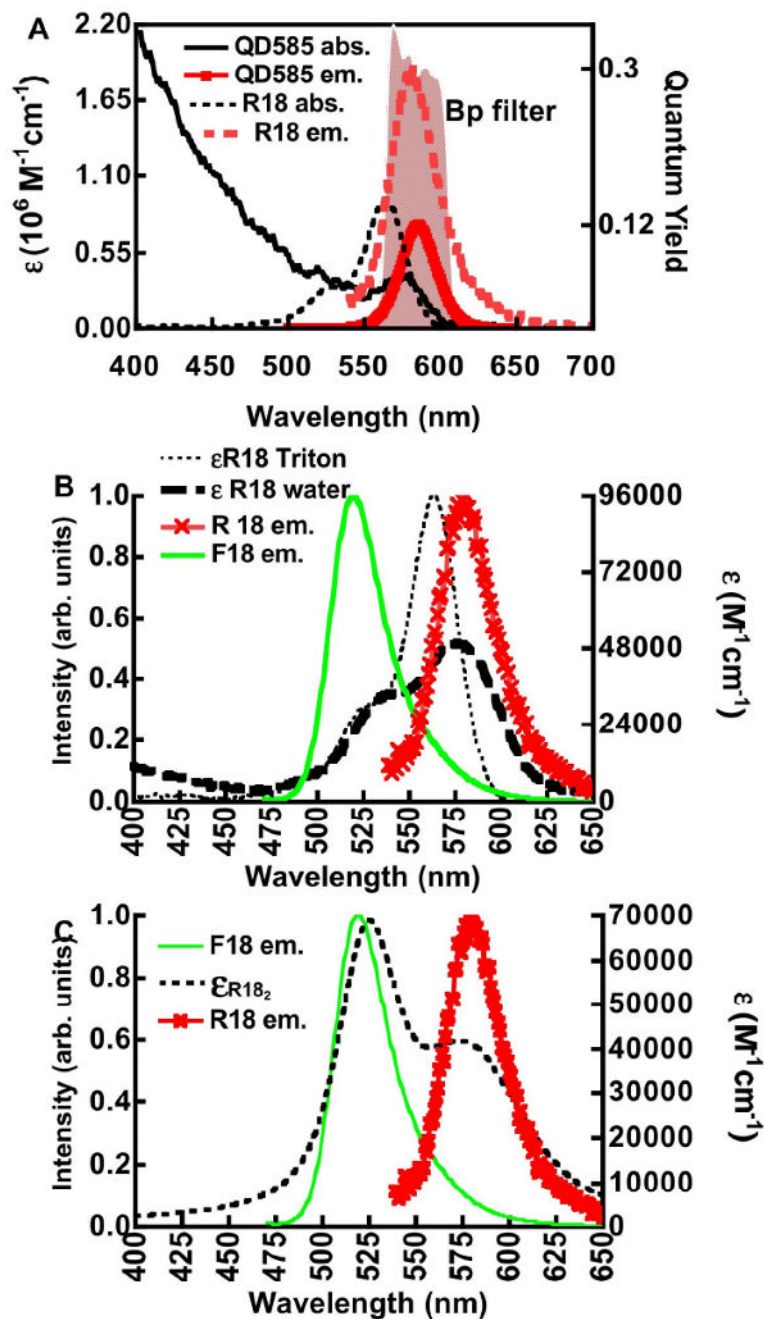 A
2.20
1.65
1.10
0.55
0.00
ε (10⁶ M⁻¹cm⁻¹)
QD585 abs.
QD585 em.
R18 abs.
R18 em.
Bp filter
0.3
0.12
Quantum Yield
400 450 500 550 600 650 700
Wavelength (nm)
B
εR18 Triton
ε R18 water
R 18 em.
F18 em.
1.0
0.8
0.6
0.4
0.2
0.0
Intensity (arb. units)
96000
72000
48000
24000
0
ε (M⁻¹cm⁻¹)
400 425 450 475 500 525 550 575 600 625 650
Wavelength (nm)
C
F18 em.
εR18₂
R18 em.
1.0
0.8
0.6
0.4
0.2
0.0
Intensity (arb. units)
70000
60000
50000
40000
30000
20000
10000
0
ε (M⁻¹cm⁻¹)
400 425 450 475 500 525 550 575 600 625 650
Wavelength (nm)